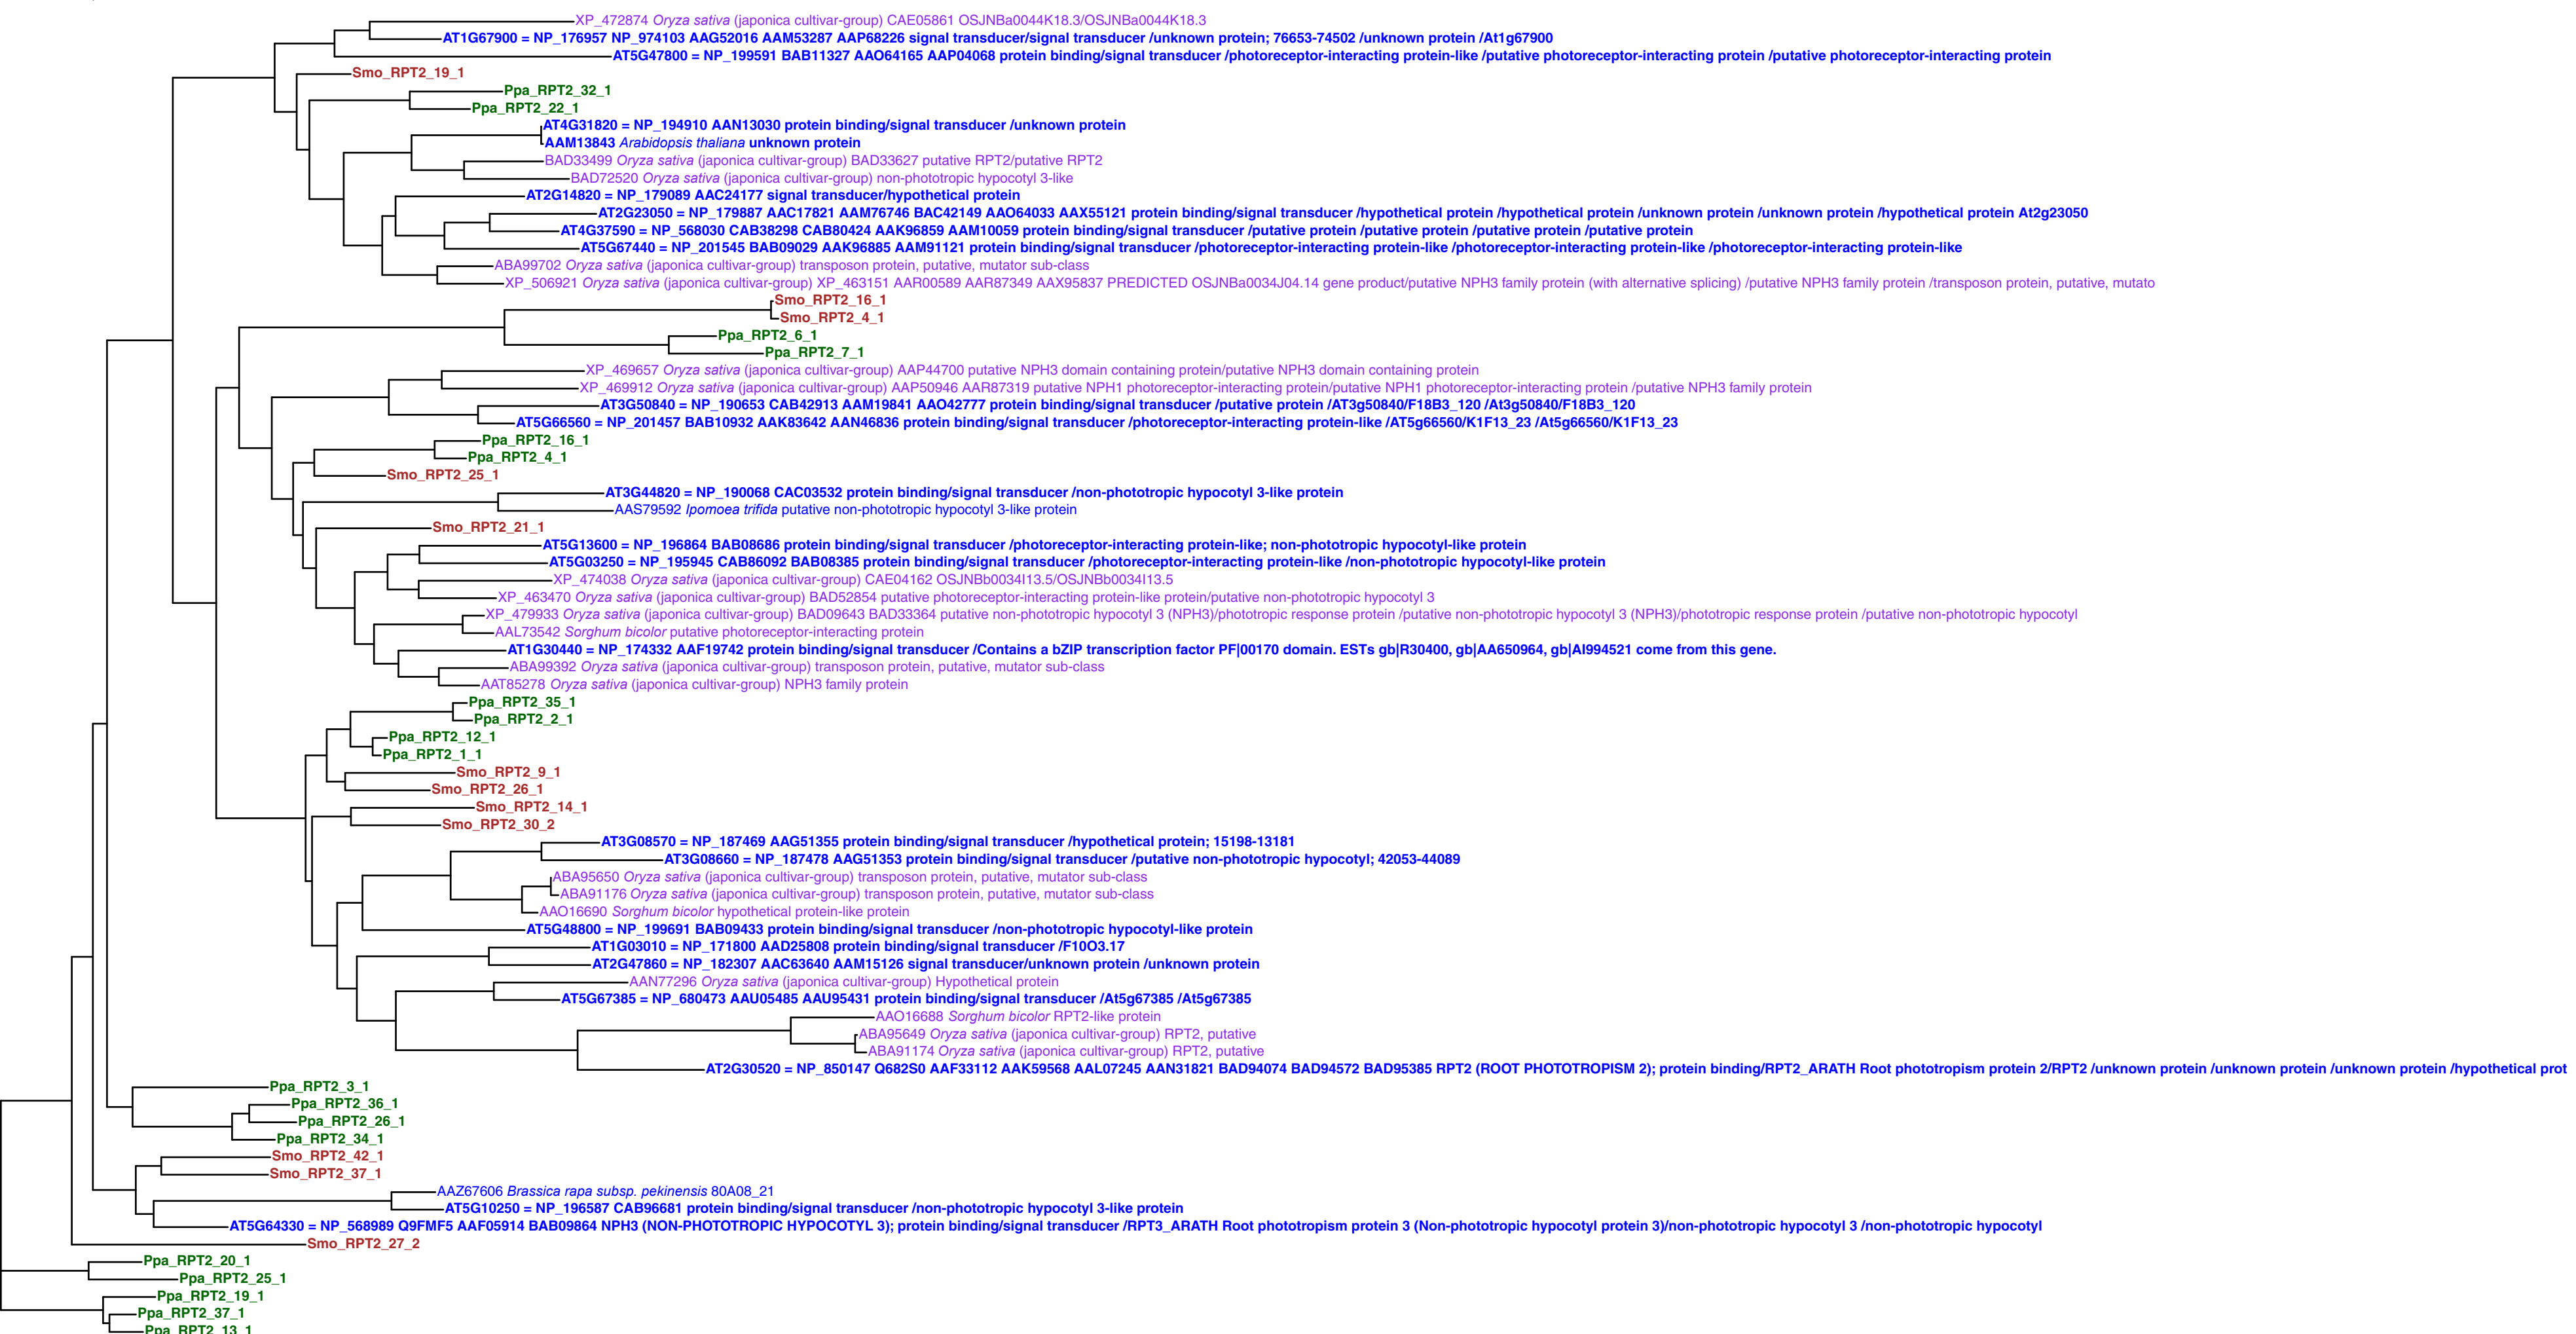 XP_472874 Oryza sativa (japonica cultivar-group) CAE05861 OSJNBa0044K18.3/OSJNBa0044K18.3
AT1G67900 = NP_176957 NP_974103 AAG52016 AAM53287 AAP68226 signal transducer/signal transducer /unknown protein; 76653-74502 /unknown protein /At1g67900
AT5G47800 = NP_199591 BAB11327 AAO64165 AAP04068 protein binding/signal transducer /photoreceptor-interacting protein-like /putative photoreceptor-interacting protein /putative photoreceptor-interacting protein
Smo_RPT2_19_1
Ppa_RPT2_32_1
Ppa_RPT2_22_1
AT4G31820 = NP_194910 AAN13030 protein binding/signal transducer /unknown protein
AAM13843 Arabidopsis thaliana unknown protein
BAD33499 Oryza sativa (japonica cultivar-group) BAD33627 putative RPT2/putative RPT2
BAD72520 Oryza sativa (japonica cultivar-group) non-phototropic hypocotyl 3-like
AT2G14820 = NP_179089 AAC24177 signal transducer/hypothetical protein
AT2G23050 = NP_179887 AAC17821 AAM76746 BAC42149 AAO64033 AAX55121 protein binding/signal transducer /hypothetical protein /hypothetical protein /unknown protein /unknown protein /hypothetical protein At2g23050
AT4G37590 = NP_568030 CAB38298 CAB80424 AAK96859 AAM10059 protein binding/signal transducer /putative protein /putative protein /putative protein /putative protein
AT5G67440 = NP_201545 BAB09029 AAK96885 AAM91121 protein binding/signal transducer /photoreceptor-interacting protein-like /photoreceptor-interacting protein-like /photoreceptor-interacting protein-like
ABA99702 Oryza sativa (japonica cultivar-group) transposon protein, putative, mutator sub-class
XP_506921 Oryza sativa (japonica cultivar-group) XP_463151 AAR00589 AAR87349 AAX95837 PREDICTED OSJNBa0034J04.14 gene product/putative NPH3 family protein (with alternative splicing) /putative NPH3 family protein /transposon protein, putative, mutato
Smo_RPT2_16_1
Smo_RPT2_4_1
Ppa_RPT2_6_1
Ppa_RPT2_7_1
XP_469657 Oryza sativa (japonica cultivar-group) AAP44700 putative NPH3 domain containing protein/putative NPH3 domain containing protein
XP_469912 Oryza sativa (japonica cultivar-group) AAP50946 AAR87319 putative NPH1 photoreceptor-interacting protein/putative NPH1 photoreceptor-interacting protein /putative NPH3 family protein
AT3G50840 = NP_190653 CAB42913 AAM19841 AAO42777 protein binding/signal transducer /putative protein /AT3g50840/F18B3_120 /At3g50840/F18B3_120
AT5G66560 = NP_201457 BAB10932 AAK83642 AAN46836 protein binding/signal transducer /photoreceptor-interacting protein-like /AT5g66560/K1F13_23 /At5g66560/K1F13_23
Ppa_RPT2_16_1
Ppa_RPT2_4_1
Smo_RPT2_25_1
AT3G44820 = NP_190068 CAC03532 protein binding/signal transducer /non-phototropic hypocotyl 3-like protein
AAS79592 Ipomoea trifida putative non-phototropic hypocotyl 3-like protein
Smo_RPT2_21_1
AT5G13600 = NP_196864 BAB08686 protein binding/signal transducer /photoreceptor-interacting protein-like; non-phototropic hypocotyl-like protein
AT5G03250 = NP_195945 CAB86092 BAB08385 protein binding/signal transducer /photoreceptor-interacting protein-like /non-phototropic hypocotyl-like protein
XP_474038 Oryza sativa (japonica cultivar-group) CAE04162 OSJNBb0034I13.5/OSJNBb0034I13.5
XP_463470 Oryza sativa (japonica cultivar-group) BAD52854 putative photoreceptor-interacting protein-like protein/putative non-phototropic hypocotyl 3
XP_479933 Oryza sativa (japonica cultivar-group) BAD09643 BAD33364 putative non-phototropic hypocotyl 3 (NPH3)/phototropic response protein /putative non-phototropic hypocotyl 3 (NPH3)/phototropic response protein /putative non-phototropic hypocotyl
AAL73542 Sorghum bicolor putative photoreceptor-interacting protein
AT1G30440 = NP_174332 AAF19742 protein binding/signal transducer /Contains a bZIP transcription factor PF|00170 domain. ESTs gb|R30400, gb|AA650964, gb|AI994521 come from this gene.
ABA99392 Oryza sativa (japonica cultivar-group) transposon protein, putative, mutator sub-class
AAT85278 Oryza sativa (japonica cultivar-group) NPH3 family protein
Ppa_RPT2_35_1
Ppa_RPT2_2_1
Ppa_RPT2_12_1
Ppa_RPT2_1_1
Smo_RPT2_9_1
Smo_RPT2_26_1
Smo_RPT2_14_1
Smo_RPT2_30_2
AT3G08570 = NP_187469 AAG51355 protein binding/signal transducer /hypothetical protein; 15198-13181
AT3G08660 = NP_187478 AAG51353 protein binding/signal transducer /putative non-phototropic hypocotyl; 42053-44089
ABA95650 Oryza sativa (japonica cultivar-group) transposon protein, putative, mutator sub-class
ABA91176 Oryza sativa (japonica cultivar-group) transposon protein, putative, mutator sub-class
AAO16690 Sorghum bicolor hypothetical protein-like protein
AT5G48800 = NP_199691 BAB09433 protein binding/signal transducer /non-phototropic hypocotyl-like protein
AT1G03010 = NP_171800 AAD25808 protein binding/signal transducer /F10O3.17
AT2G47860 = NP_182307 AAC63640 AAM15126 signal transducer/unknown protein /unknown protein
AAN77296 Oryza sativa (japonica cultivar-group) Hypothetical protein
AT5G67385 = NP_680473 AAU05485 AAU95431 protein binding/signal transducer /At5g67385 /At5g67385
AAO16688 Sorghum bicolor RPT2-like protein
ABA95649 Oryza sativa (japonica cultivar-group) RPT2, putative
ABA91174 Oryza sativa (japonica cultivar-group) RPT2, putative
AT2G30520 = NP_850147 Q682S0 AAF33112 AAK59568 AAL07245 AAN31821 BAD94074 BAD94572 BAD95385 RPT2 (ROOT PHOTOTROPISM 2); protein binding/RPT2_ARATH Root phototropism protein 2/RPT2 /unknown protein /unknown protein /unknown protein /hypothetical prot
Ppa_RPT2_3_1
Ppa_RPT2_36_1
Ppa_RPT2_26_1
Ppa_RPT2_34_1
Smo_RPT2_42_1
Smo_RPT2_37_1
AAZ67606 Brassica rapa subsp. pekinensis 80A08_21
AT5G10250 = NP_196587 CAB96681 protein binding/signal transducer /non-phototropic hypocotyl 3-like protein
AT5G64330 = NP_568989 Q9FMF5 AAF05914 BAB09864 NPH3 (NON-PHOTOTROPIC HYPOCOTYL 3); protein binding/signal transducer /RPT3_ARATH Root phototropism protein 3 (Non-phototropic hypocotyl protein 3)/non-phototropic hypocotyl 3 /non-phototropic hypocotyl
Smo_RPT2_27_2
Ppa_RPT2_20_1
Ppa_RPT2_25_1
Ppa_RPT2_19_1
Ppa_RPT2_37_1
Ppa_RPT2_13_1